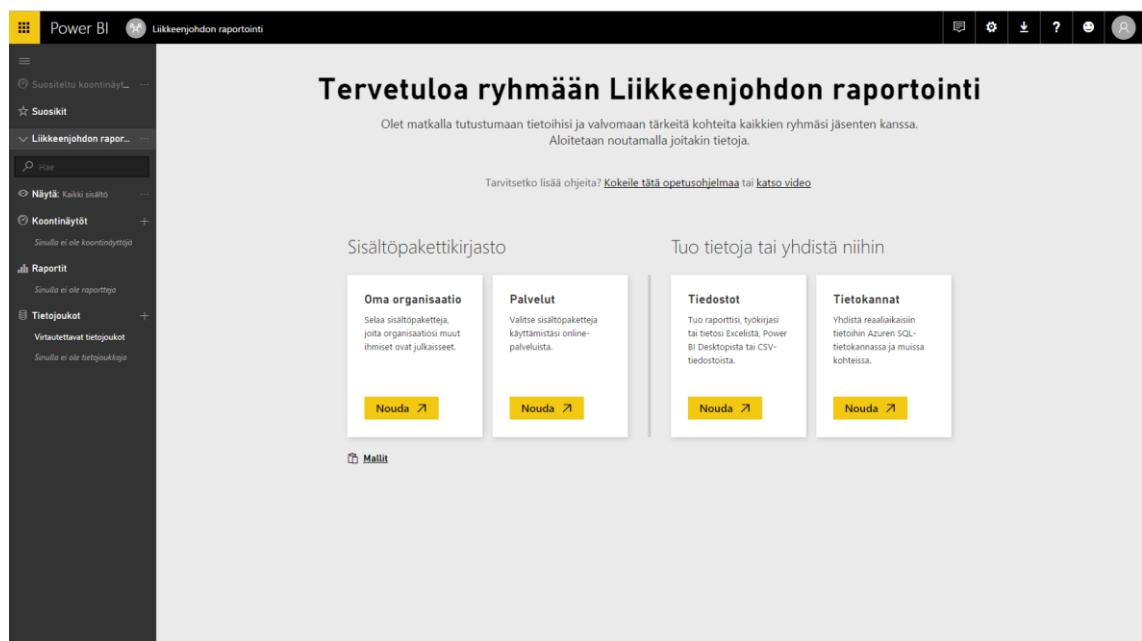 Power BI
Liikkeenjohdon raportointi
?
Suositeltu koontinäyt...
Suosikit
Liikkeenjohdon rapor...
Hae
Näytä: Kaikki sisältö
Koontinäytöt
Sinulla ei ole koontinäyttöjä
Raportit
Sinulla ei ole raportteja
Tietojoukot
Virtautettavat tietojoukot
Sinulla ei ole tietojoukkoja
Tervetuloa ryhmään Liikkeenjohdon raportointi
Olet matkalla tutustumaan tietoihisi ja valvomaan tärkeitä kohteita kaikkien ryhmäsi jäsenten kanssa.
Aloitetaan noutamalla joitakin tietoja.
Tarvitsetko lisää ohjeita? Kokeile tätä opetusohjelmaa tai katso video
Sisältöpakettikirjasto
Oma organisaatio
Selaa sisältöpaketteja,
joita organisaatiosi muut
ihmiset ovat julkaisseet.
Nouda
Palvelut
Valitse sisältöpaketteja
käyttämistäsi online-
palveluista.
Nouda
Tuo tietoja tai yhdistä niihin
Tiedostot
Tuo raporttisi, työkirjasi
tai tietosi Excelistä, Power
BI Desktopista tai CSV-
tiedostoista.
Nouda
Tietokannat
Yhdistä reaaliaikaisiin
tietoihin Azuren SQL-
tietokannassa ja muissa
kohteissa.
Nouda
Mallit